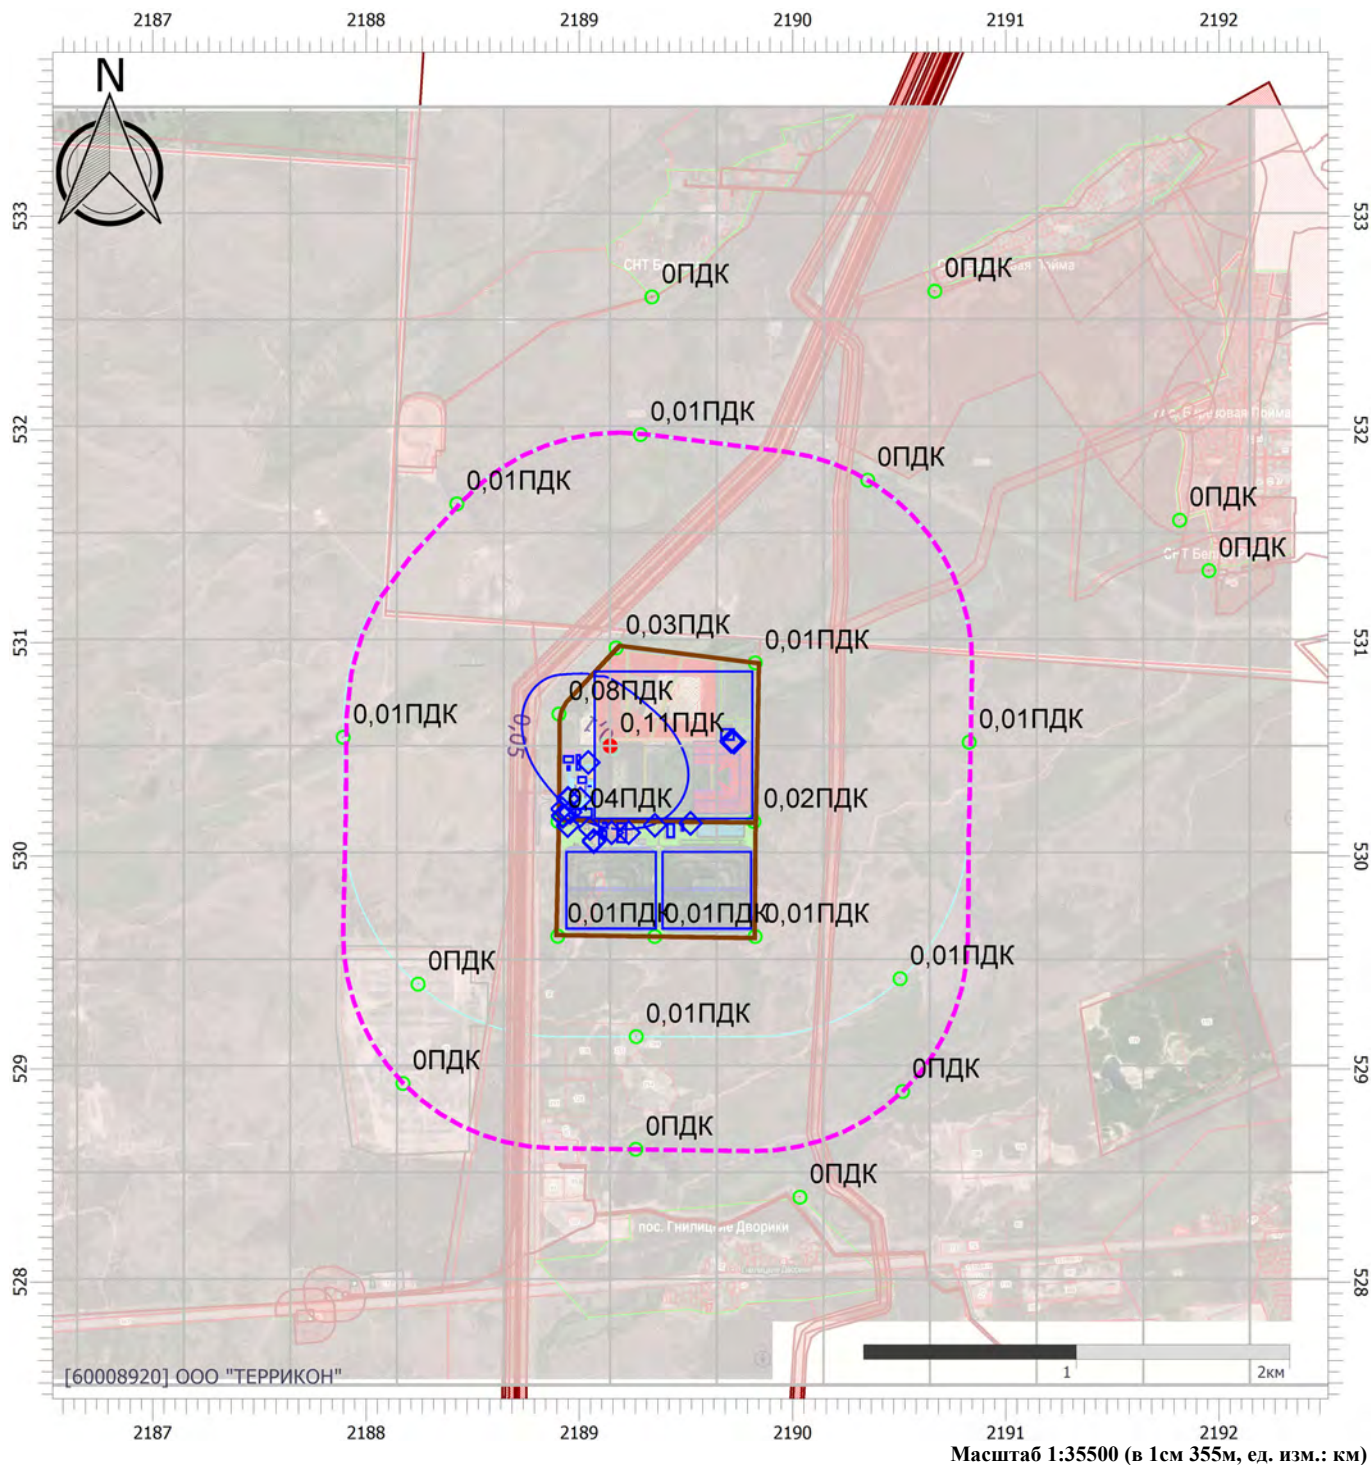 2187 2188 2189 2190 2191 2192
N
533 533
СНТ
0ПДК
0ПДК
532 532
0,01ПДК
0,01ПДК
0ПДК
0ПДК
0ПДК
531 531
0,03ПДК
0,01ПДК
0,08ПДК
0,01ПДК
0,05
0,11ПДК
0,01ПДК
0,04ПДК
0,02ПДК
530 530
0,01ПДК
0,01ПДК
0,01ПДК
0ПДК
0,01ПДК
0,01ПДК
529 529
0ПДК
0ПДК
0ПДК
0ПДК
пос. Гнилицкие Дворики
528 528
1 2км
[60008920] ООО "ТЕРРИКОН"
2187 2188 2189 2190 2191 2192
Масштаб 1:35500 (в 1см 355м, ед. изм.: км)